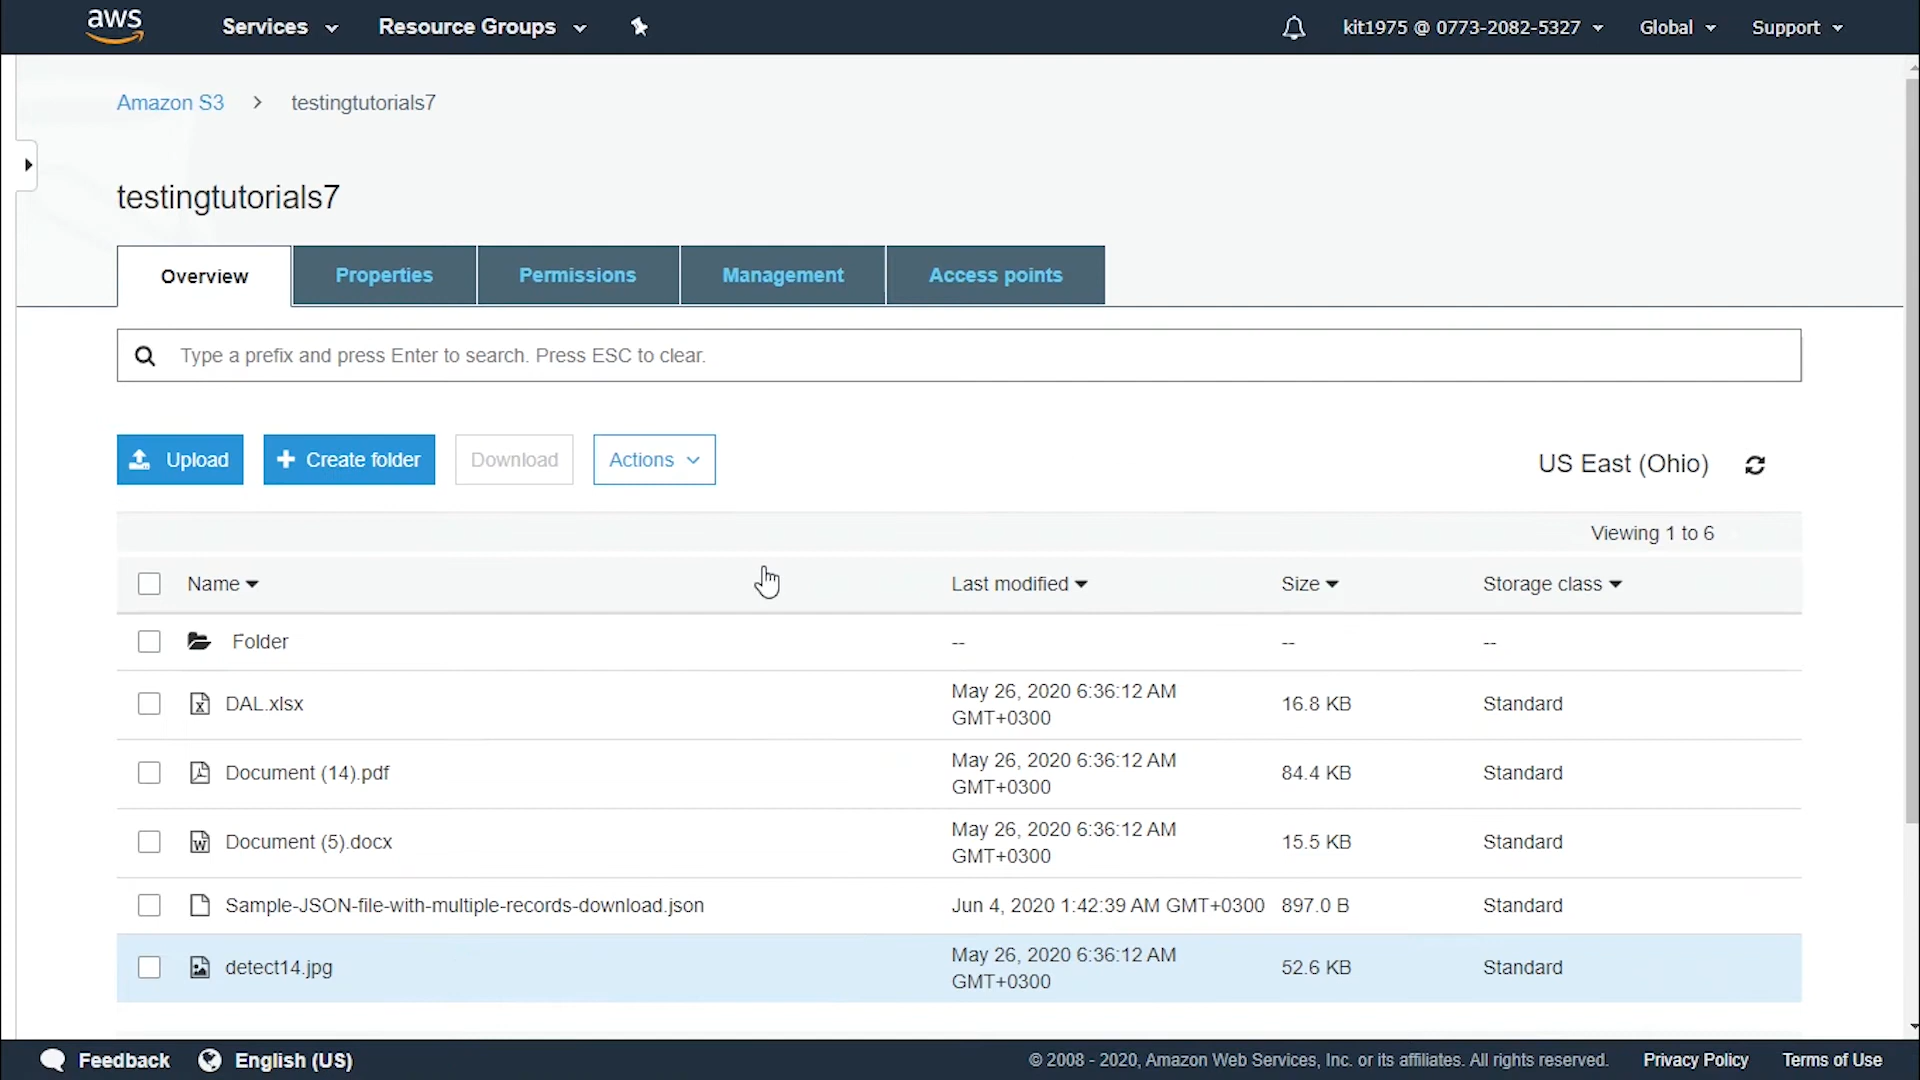 aws Services Resource Groups kit1975 @ 0773-2082-5327 Global Support
Amazon S3 > testingtutorials7
testingtutorials7
Overview Properties Permissions Management Access points
Type a prefix and press Enter to search. Press ESC to clear.
Upload + Create folder Download Actions US East (Ohio)
Viewing 1 to 6
Name Last modified Size Storage class
Folder -- -- --
DAL.xlsx May 26, 2020 6:36:12 AM GMT+0300 16.8 KB Standard
Document (14).pdf May 26, 2020 6:36:12 AM GMT+0300 84.4 KB Standard
Document (5).docx May 26, 2020 6:36:12 AM GMT+0300 15.5 KB Standard
Sample-JSON-file-with-multiple-records-download.json Jun 4, 2020 1:42:39 AM GMT+0300 897.0 B Standard
detect14.jpg May 26, 2020 6:36:12 AM GMT+0300 52.6 KB Standard
Feedback English (US) © 2008 - 2020, Amazon Web Services, Inc. or its affiliates. All rights reserved. Privacy Policy Terms of Use